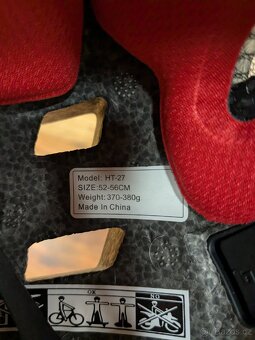 Model: HT-27
SIZE:52-56CM
Weight:370-380g
Made In China
OK
NO